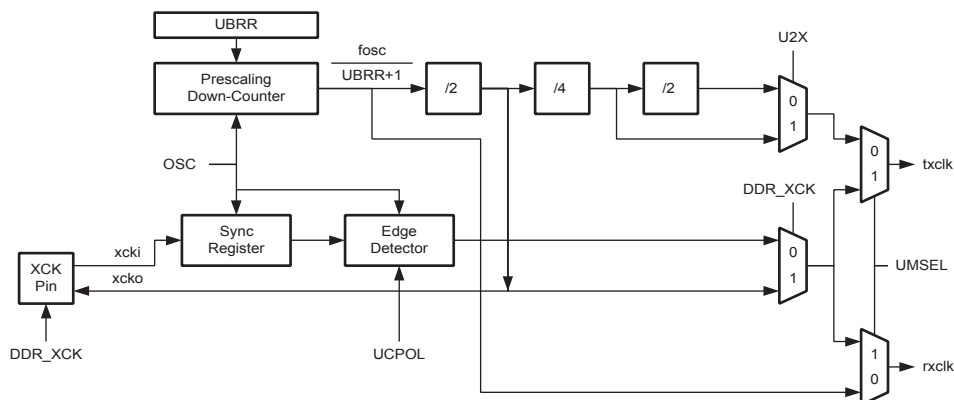 UBRR
fosc
UBRR+1
U2X
Prescaling
Down-Counter
/2
/4
/2
0
1
OSC
0
1
txclk
DDR_XCK
Sync
Register
Edge
Detector
0
1
UMSEL
xcki
xcko
XCK
Pin
DDR_XCK
UCPOL
1
0
rxclk